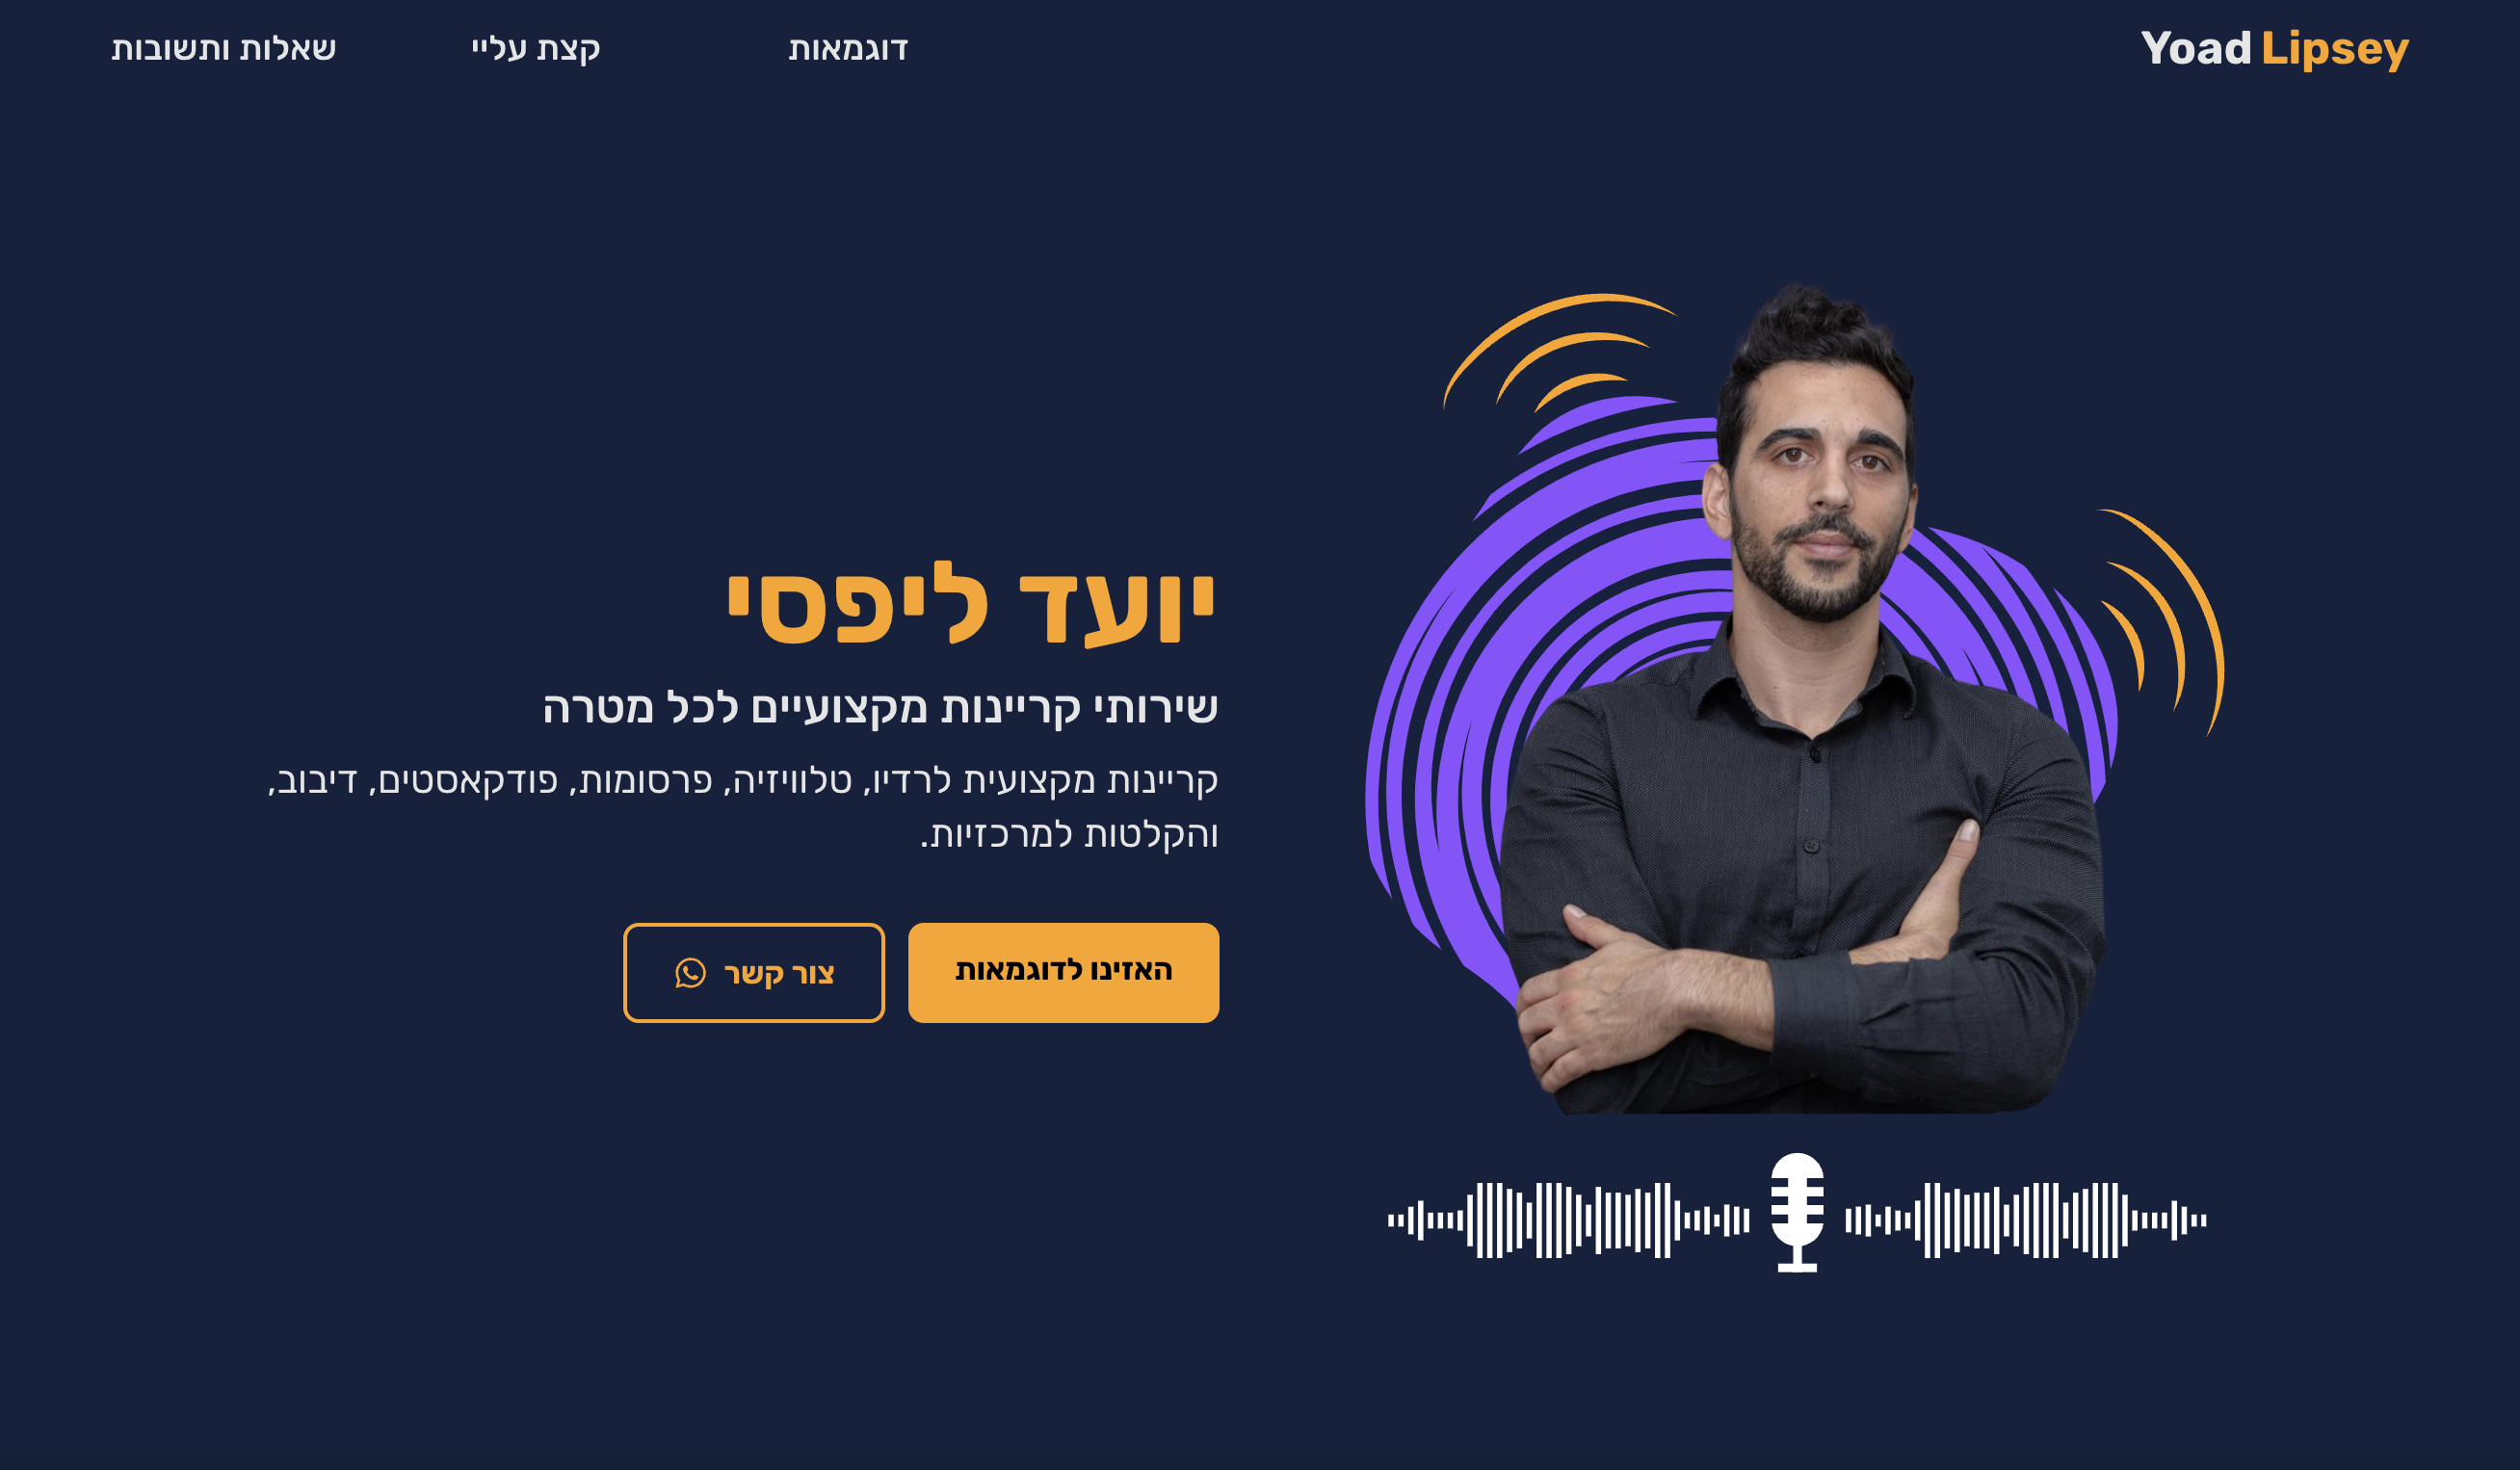 Yoad Lipsey
דוגמאות
קצת עליי
שאלות ותשובות
יועד ליפסי
שירותי קריינות מקצועיים לכל מטרה
קריינות מקצועית לרדיו, טלוויזיה, פרסומות, פודקאסטים, דיבוב,
והקלטות למרכזיות.
האזינו לדוגמאות
צור קשר